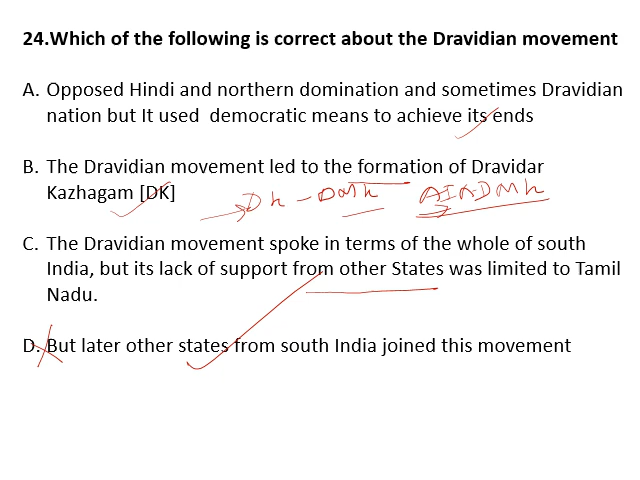 24.Which of the following is correct about the Dravidian movement
A. Opposed Hindi and northern domination and sometimes Dravidian
nation but It used democratic means to achieve its ends
B. The Dravidian movement led to the formation of Dravidar
Kazhagam [DK]
Dk - DMK AIADMK
C. The Dravidian movement spoke in terms of the whole of south
India, but its lack of support from other States was limited to Tamil
Nadu.
D. But later other states from south India joined this movement